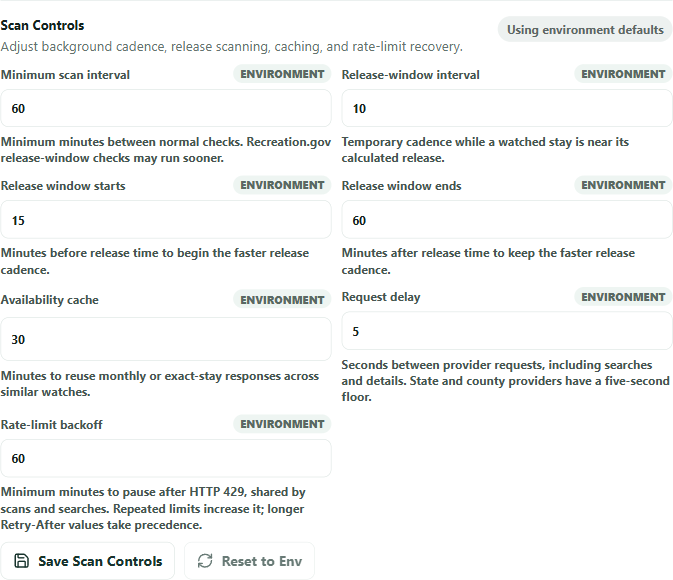 Scan Controls
Using environment defaults
Adjust background cadence, release scanning, caching, and rate-limit recovery.
Minimum scan interval
ENVIRONMENT
60
Minimum minutes between normal checks. Recreation.gov
release-window checks may run sooner.
Release-window interval
ENVIRONMENT
10
Temporary cadence while a watched stay is near its
calculated release.
Release window starts
ENVIRONMENT
15
Minutes before release time to begin the faster release
cadence.
Release window ends
ENVIRONMENT
60
Minutes after release time to keep the faster release
cadence.
Availability cache
ENVIRONMENT
30
Minutes to reuse monthly or exact-stay responses across
similar watches.
Request delay
ENVIRONMENT
5
Seconds between provider requests, including searches
and details. State and county providers have a five-second
floor.
Rate-limit backoff
ENVIRONMENT
60
Minimum minutes to pause after HTTP 429, shared by
scans and searches. Repeated limits increase it; longer
Retry-After values take precedence.
Save Scan Controls
Reset to Env